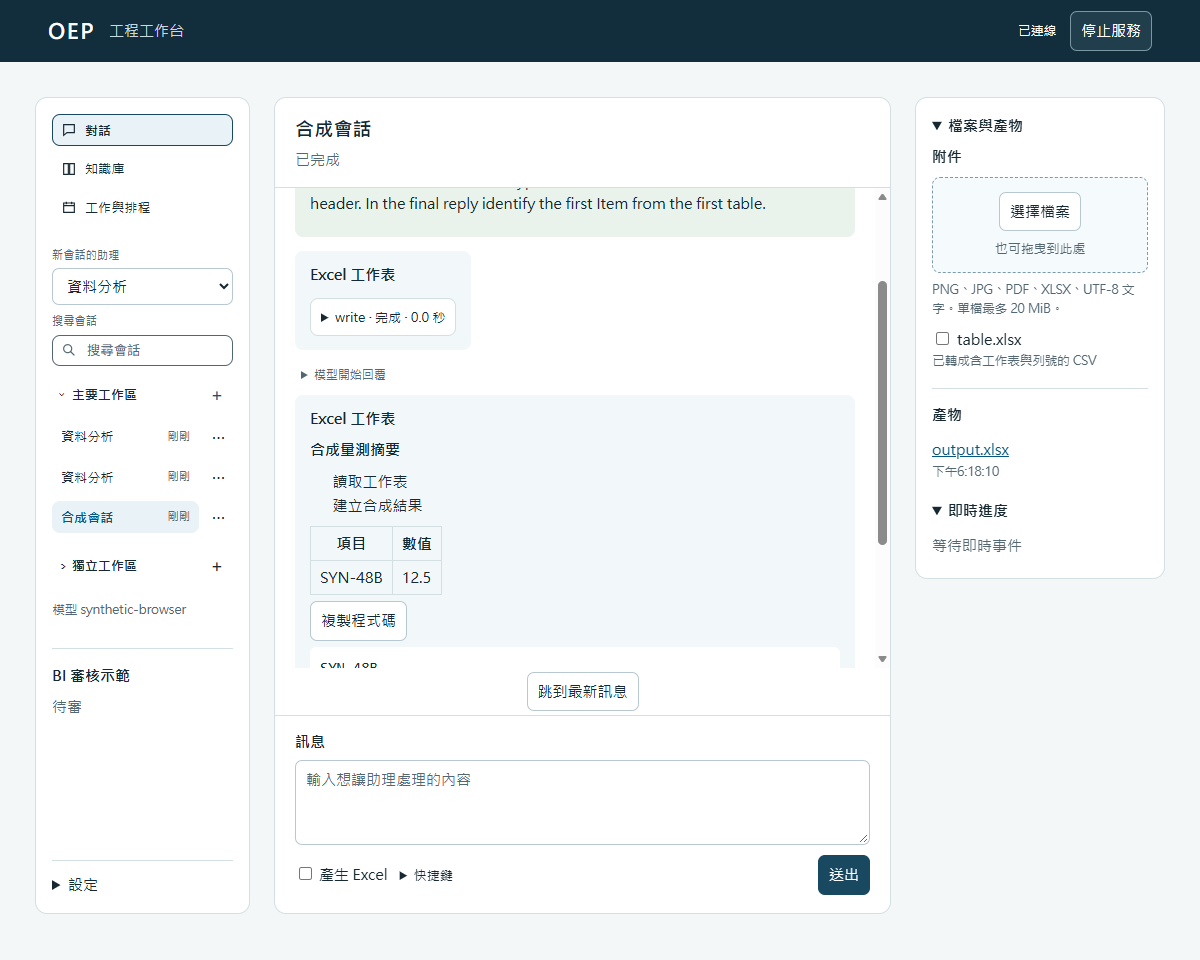 OEP 工程工作台
已連線
停止服務
對話
知識庫
工作與排程
新會話的助理
資料分析
搜尋會話
搜尋會話
主要工作區 +
資料分析 剛剛 ...
資料分析 剛剛 ...
合成會話 剛剛 ...
獨立工作區 +
模型 synthetic-browser
BI 審核示範
待審
設定
合成會話
已完成
header. In the final reply identify the first Item from the first table.
Excel 工作表
write · 完成 · 0.0 秒
模型開始回覆
Excel 工作表
合成量測摘要
讀取工作表
建立合成結果
項目 數值
SYN-48B 12.5
複製程式碼
SYN-48B
跳到最新訊息
訊息
輸入想讓助理處理的內容
產生 Excel
快捷鍵
送出
檔案與產物
附件
選擇檔案
也可拖曳到此處
PNG、JPG、PDF、XLSX、UTF-8 文
字。單檔最多 20 MiB。
table.xlsx
已轉成含工作表與列號的 CSV
產物
output.xlsx
下午6:18:10
即時進度
等待即時事件